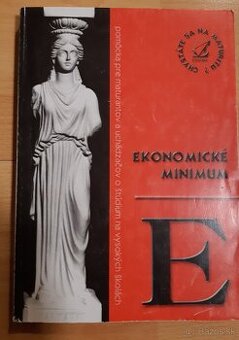 CHYSTÁTE SA NA MATURITU?
pomôcka pre maturantov a uchádzačov o štúdium na vysokých školách
EKONOMICKÉ
MINIMUM
E